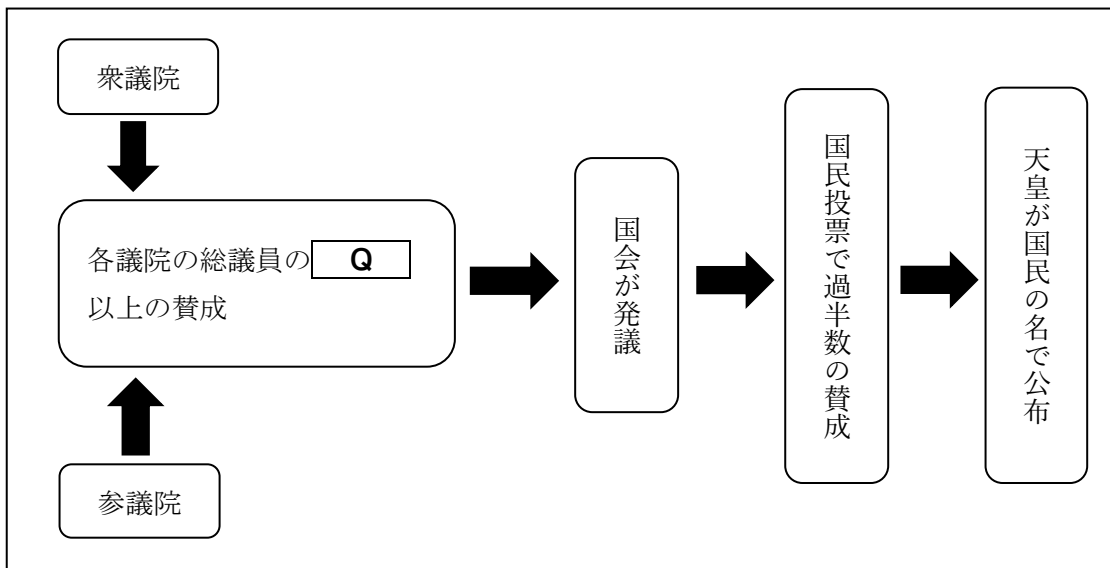 衆議院
各議院の総議員の Q
以上の賛成
参議院
国会が発議
国民投票で過半数の賛成
天皇が国民の名で公布